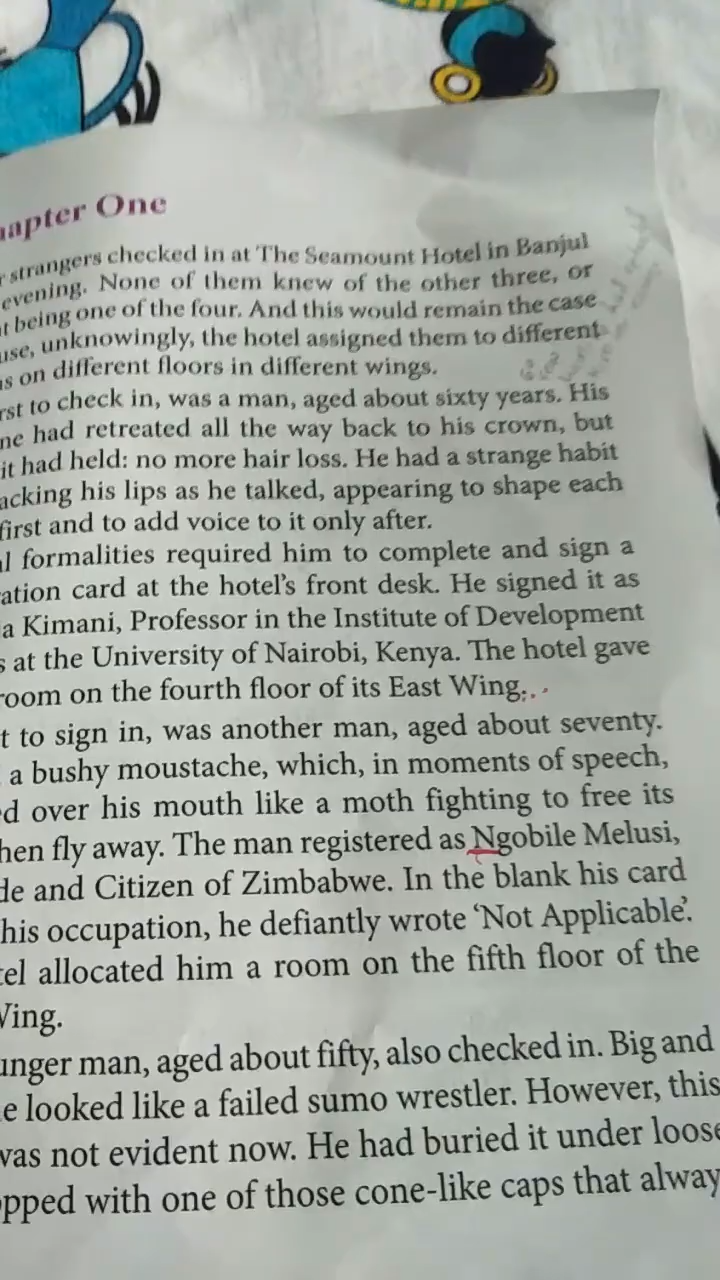 hapter One
strangers checked in at The Seamount Hotel in Banjul
evening. None of them knew of the other three, or
t being one of the four. And this would remain the case
use, unknowingly, the hotel assigned them to different
s on different floors in different wings.
rst to check in, was a man, aged about sixty years. His
ne had retreated all the way back to his crown, but
it had held: no more hair loss. He had a strange habit
acking his lips as he talked, appearing to shape each
first and to add voice to it only after.
l formalities required him to complete and sign a
ation card at the hotel's front desk. He signed it as
a Kimani, Professor in the Institute of Development
s at the University of Nairobi, Kenya. The hotel gave
room on the fourth floor of its East Wing.
t to sign in, was another man, aged about seventy.
a bushy moustache, which, in moments of speech,
ed over his mouth like a moth fighting to free its
hen fly away. The man registered as Ngobile Melusi,
de and Citizen of Zimbabwe. In the blank his card
his occupation, he defiantly wrote ‘Not Applicable’.
tel allocated him a room on the fifth floor of the
Wing.
unger man, aged about fifty, also checked in. Big and
e looked like a failed sumo wrestler. However, this
was not evident now. He had buried it under loose
pped with one of those cone-like caps that alway